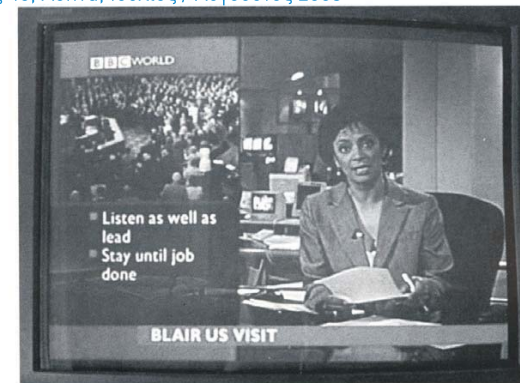 BBC WORLD
Listen as well as
lead
Stay until job
done
BLAIR US VISIT